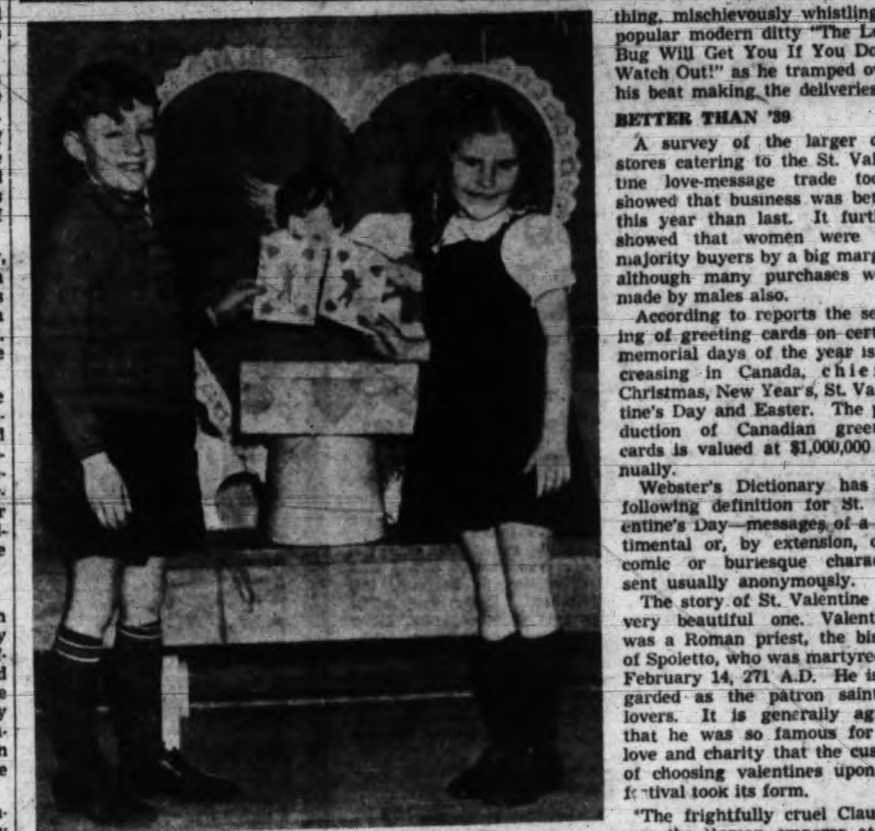 thing, mischievously whistling
popular modern ditty "The Lo
Bug Will Get You If You Do
Watch Out!" as he tramped o
his beat making the deliveries
BETTER THAN '39
A survey of the larger c
stores catering to the St. Val
tine love-message trade too
showed that business was bet
this year than last. It furt
showed that women were
majority buyers by a big marg
although many purchases w
made by males also.
According to reports the se
ing of greeting cards on cert
memorial days of the year is
creasing in Canada, chie
Christmas, New Year's, St. Va
tine's Day and Easter. The p
duction of Canadian greet
cards is valued at $1,000,000
nually.
Webster's Dictionary has
following definition for St.
entine's Day—messages of a
timental or, by extension, c
comic or buriesque charac
sent usually anonymously.
The story of St. Valentine
very beautiful one. Valent
was a Roman priest, the bis
of Spoletto, who was martyre
February 14, 271 A.D. He is
garded as the patron saint
lovers. It is generally ag
that he was so famous for
love and charity that the cus
of choosing valentines upon
festival took its form.
"The frightfully cruel Clau